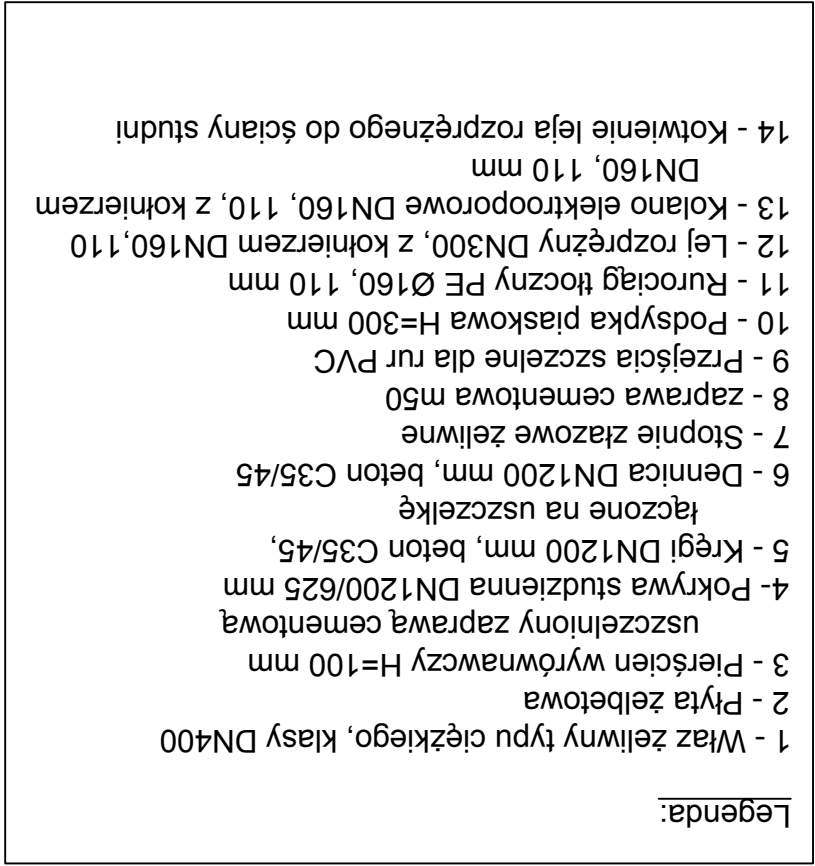 Legenda:
1 - Właz żeliwny typu ciężkiego, klasy DN400
2 - Płyta żelbetowa
3 - Pierścien wyrównawczy H=100 mm
uszczelniony zaprawą cementową
4- Pokrywa studzienna DN1200/625 mm
5 - Kręgi DN1200 mm, beton C35/45,
łączone na uszczelkę
6 - Dennica DN1200 mm, beton C35/45
7 - Stopnie złazowe żeliwne
8 - zaprawa cementowa m50
9 - Przejścia szczelne dla rur PVC
10 - Podsypka piaskowa H=300 mm
11 - Rurociąg tłoczny PE Ø160, 110 mm
12 - Lej rozprężny DN300, z kołnierzem DN160,110
13 - Kolano elektrooporowe DN160, 110, z kołnierzem
DN160, 110 mm
14 - Kotwienie leja rozprężnego do ściany studni